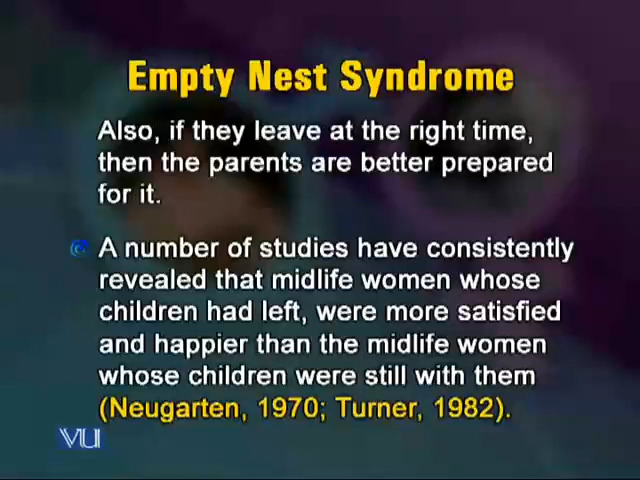 Empty Nest Syndrome
Also, if they leave at the right time,
then the parents are better prepared
for it.
A number of studies have consistently
revealed that midlife women whose
children had left, were more satisfied
and happier than the midlife women
whose children were still with them
(Neugarten, 1970; Turner, 1982).
VU